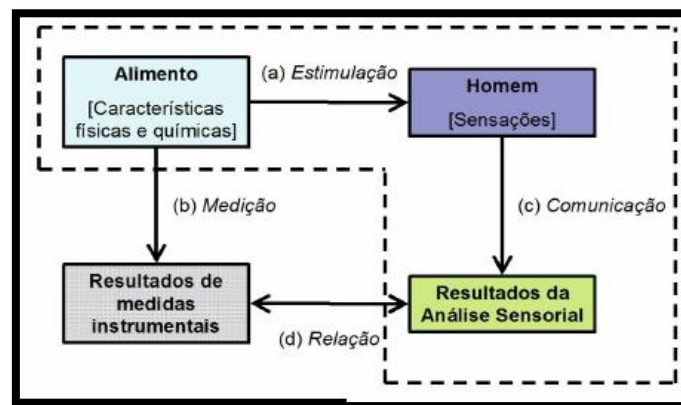 Alimento
[Características
físicas e químicas]
(a) Estimulação
Homem
[Sensações]
(b) Medição
(c) Comunicação
Resultados de
medidas
instrumentais
(d) Relação
Resultados da
Análise Sensorial